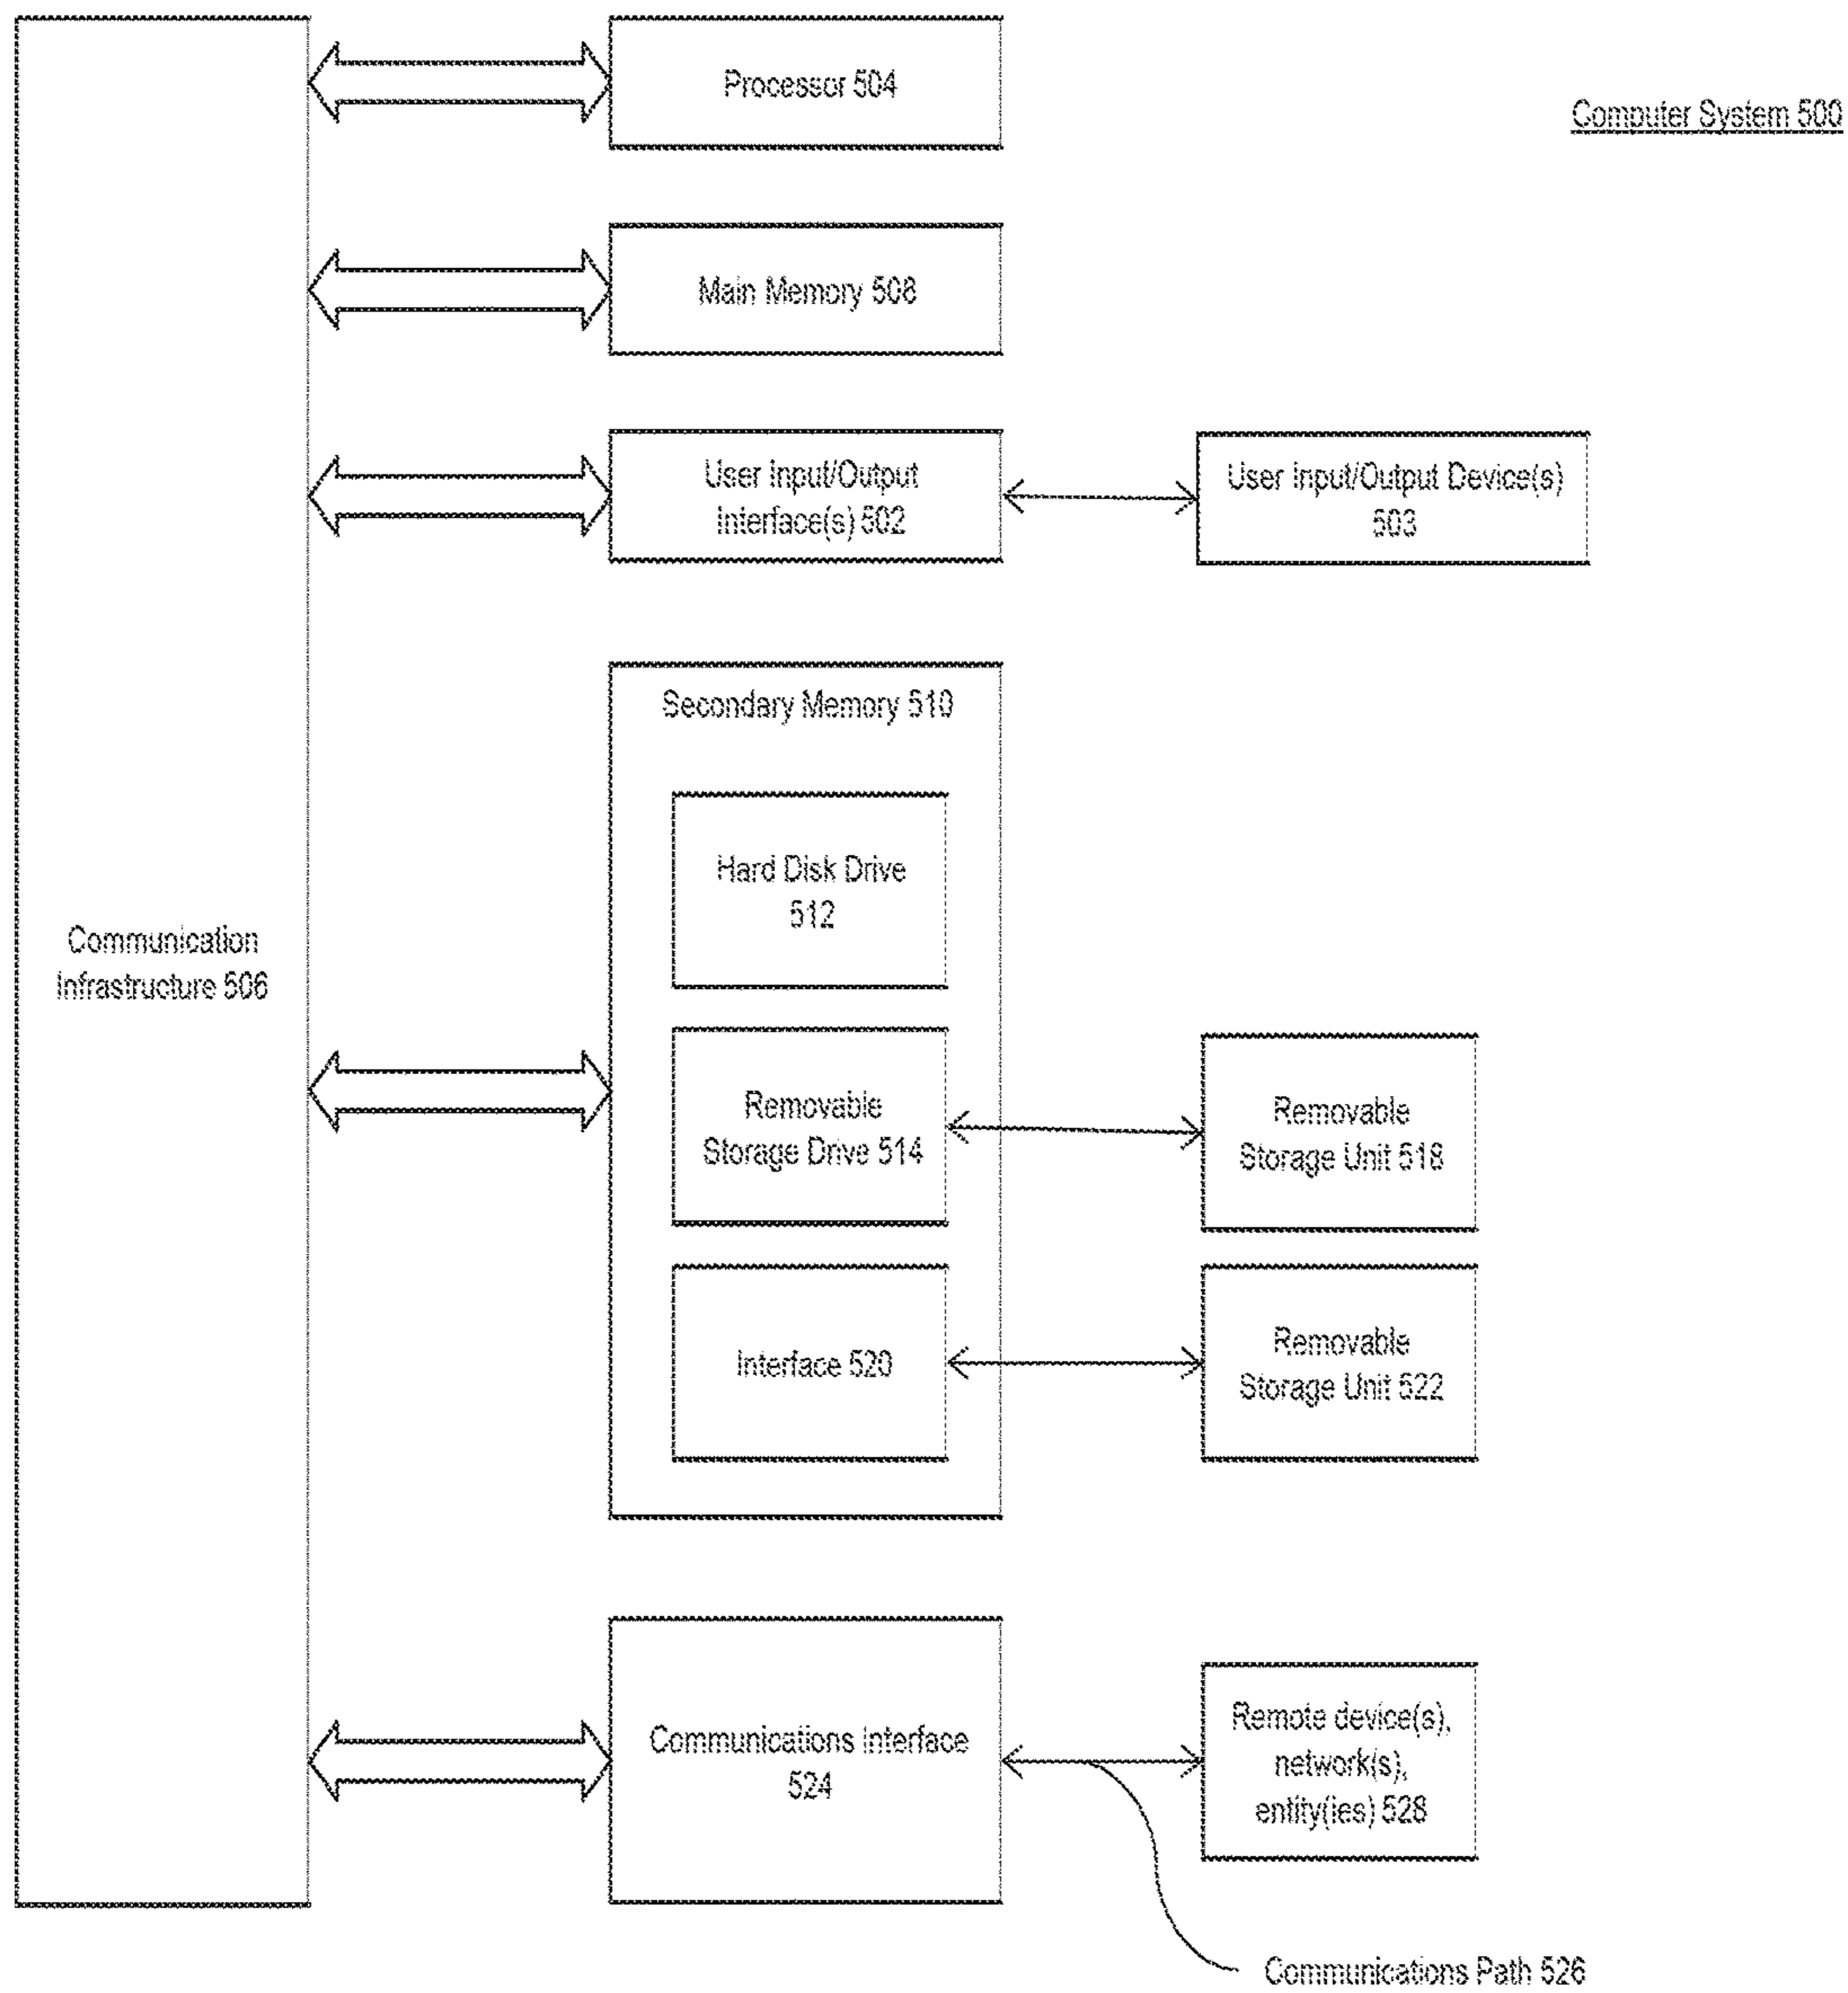 Processor 504
Computer System 500
Main Memory 508
User Input/Output
Interface(s) 502
User Input/Output Device(s)
503
Secondary Memory 510
Hard Disk Drive
512
Communication
Infrastructure 506
Removable
Storage Drive 514
Removable
Storage Unit 518
Interface 520
Removable
Storage Unit 522
Communications Interface
524
Remote device(s),
network(s),
entity(ies) 528
Communications Path 526